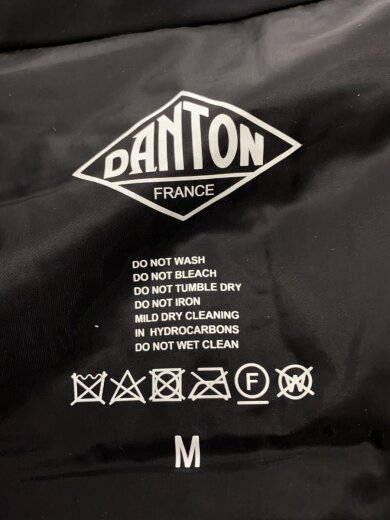 DANTON
FRANCE
DO NOT WASH
DO NOT BLEACH
DO NOT TUMBLE DRY
DO NOT IRON
MILD DRY CLEANING
IN HYDROCARBONS
DO NOT WET CLEAN
F W
M